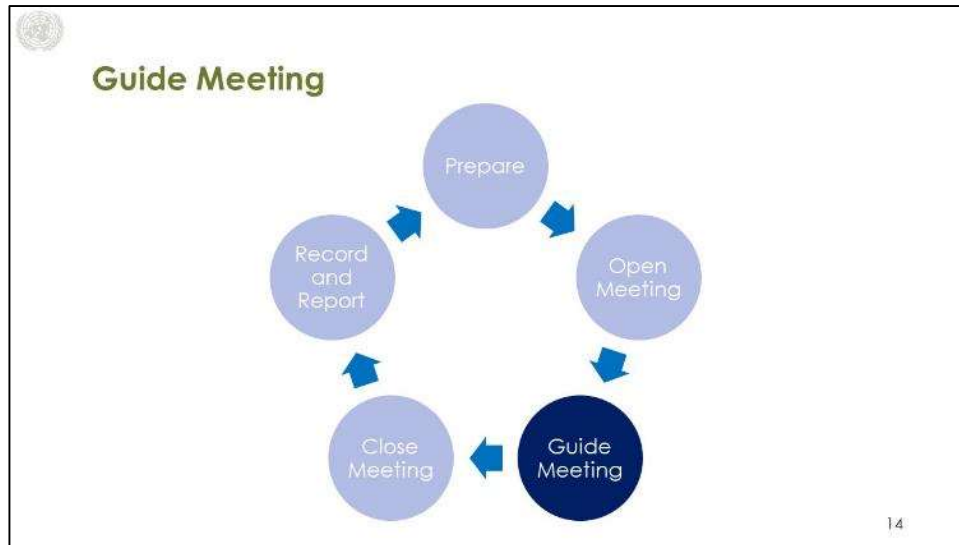 Guide Meeting
Prepare
Open
Meeting
Guide
Meeting
Close
Meeting
Record
and
Report
14